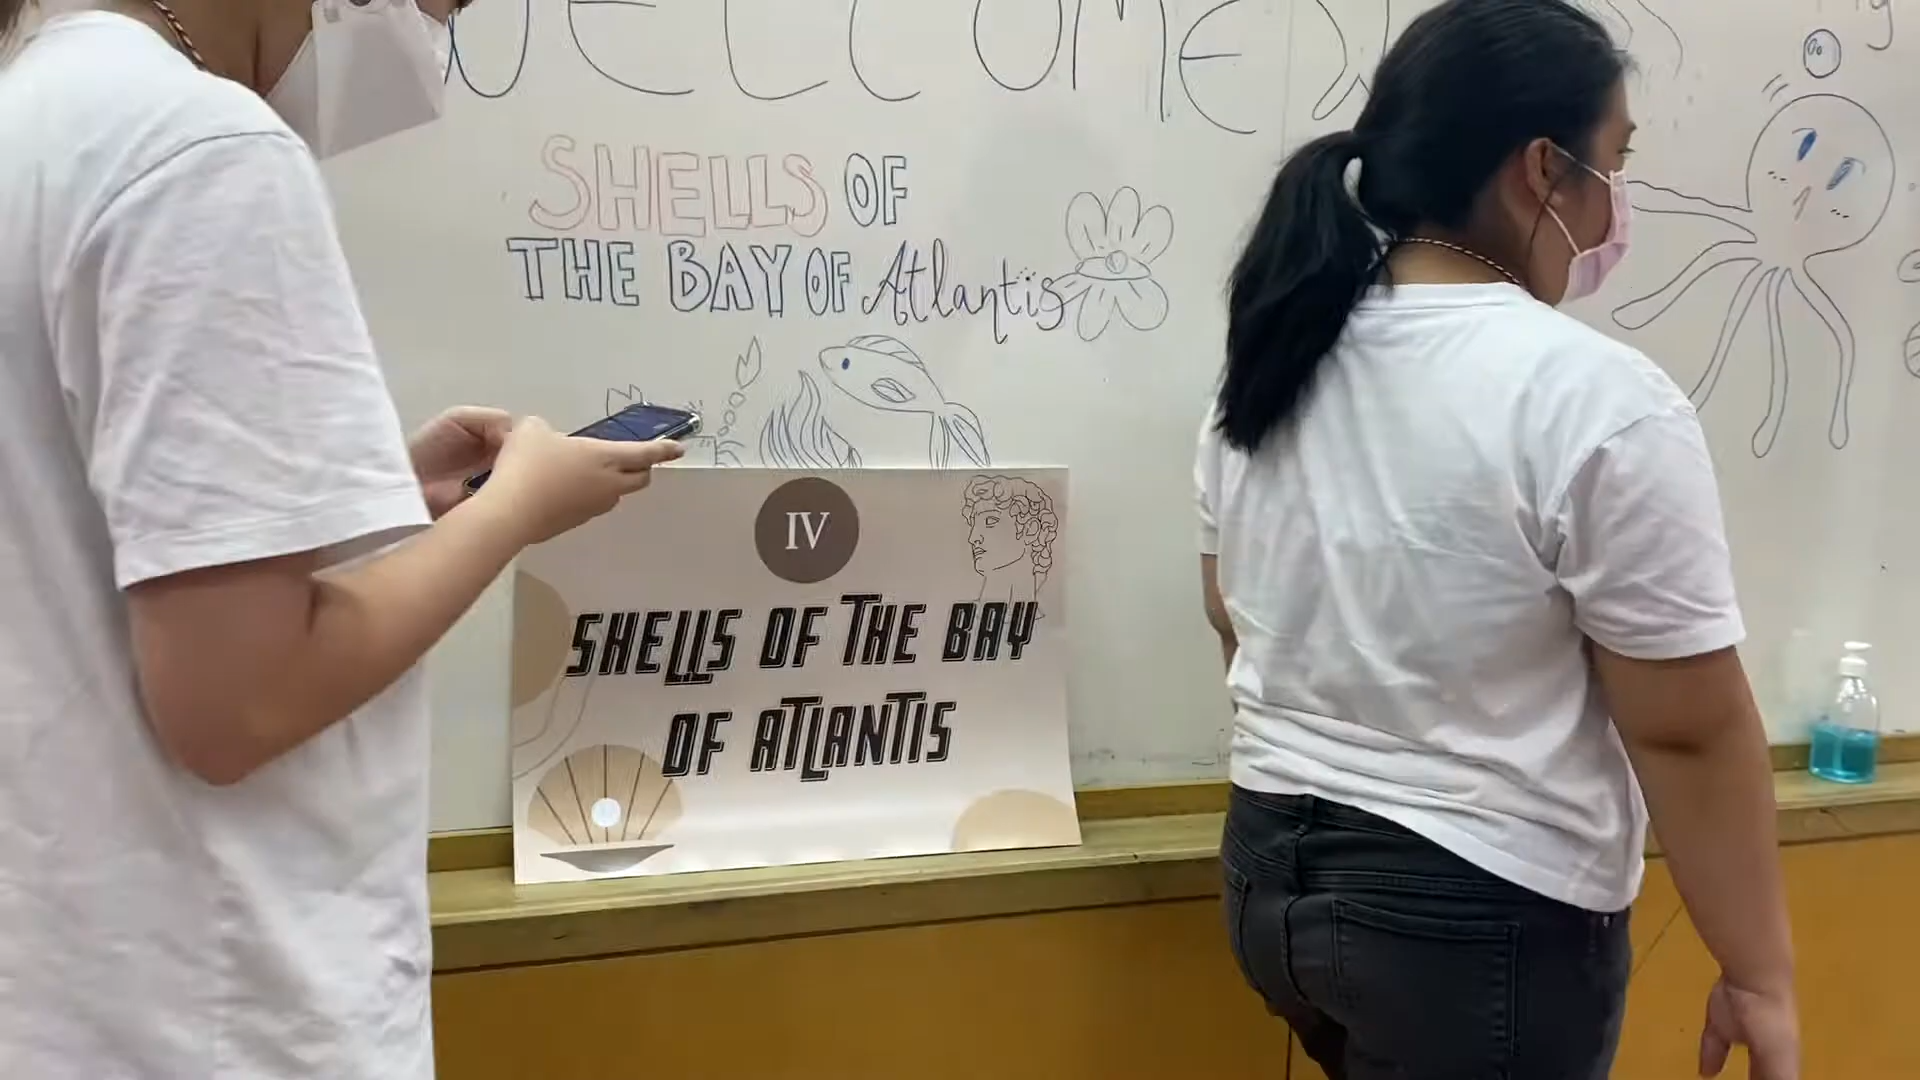 WELCOME
SHELLS OF
THE BAY OF Atlantis
IV
SHELLS OF THE BAY
OF ATLANTIS